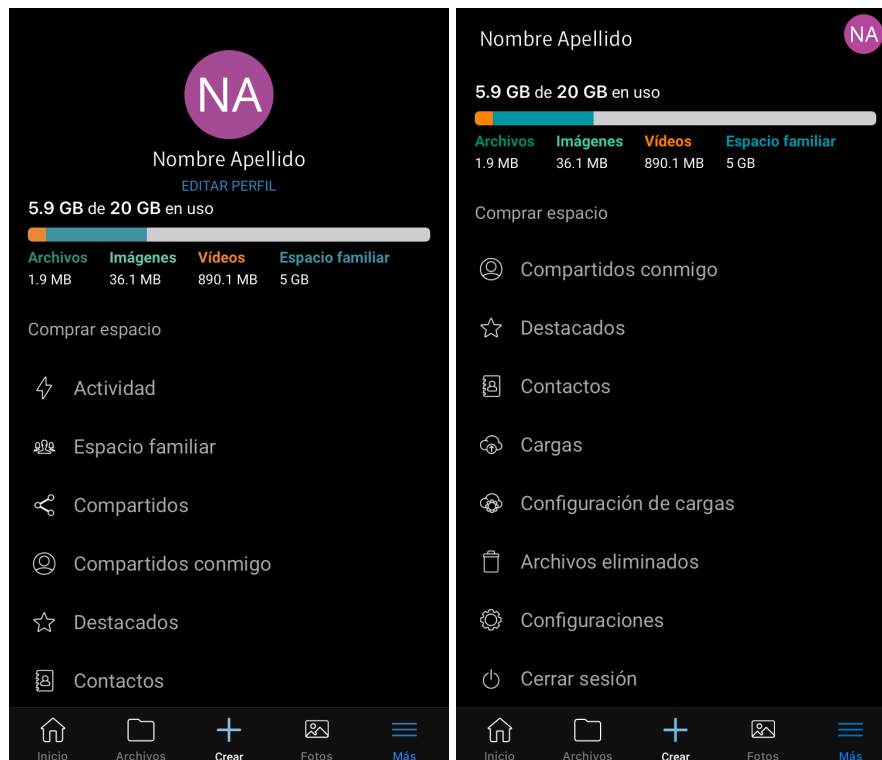 NA
Nombre Apellido
EDITAR PERFIL
5.9 GB de 20 GB en uso
Archivos Imágenes Vídeos Espacio familiar
1.9 MB 36.1 MB 890.1 MB 5 GB
Comprar espacio
Actividad
Espacio familiar
Compartidos
Compartidos conmigo
Destacados
Contactos
Inicio Archivos Crear Fotos Más
Nombre Apellido NA
5.9 GB de 20 GB en uso
Archivos Imágenes Vídeos Espacio familiar
1.9 MB 36.1 MB 890.1 MB 5 GB
Comprar espacio
Compartidos conmigo
Destacados
Contactos
Cargas
Configuración de cargas
Archivos eliminados
Configuraciones
Cerrar sesión
Inicio Archivos Crear Fotos Más